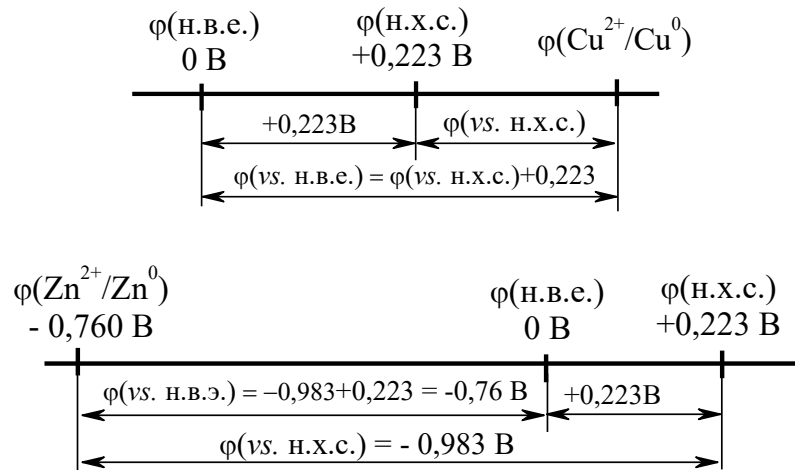 φ(н.в.е.)
0 В
φ(н.х.с.)
+0,223 В
φ(Cu²⁺/Cu⁰)
+0,223В
φ(vs. н.х.с.)
φ(vs. н.в.е.) = φ(vs. н.х.с.)+0,223
φ(Zn²⁺/Zn⁰)
- 0,760 В
φ(н.в.е.)
0 В
φ(н.х.с.)
+0,223 В
φ(vs. н.в.э.) = −0,983+0,223 = -0,76 В
+0,223В
φ(vs. н.х.с.) = - 0,983 В